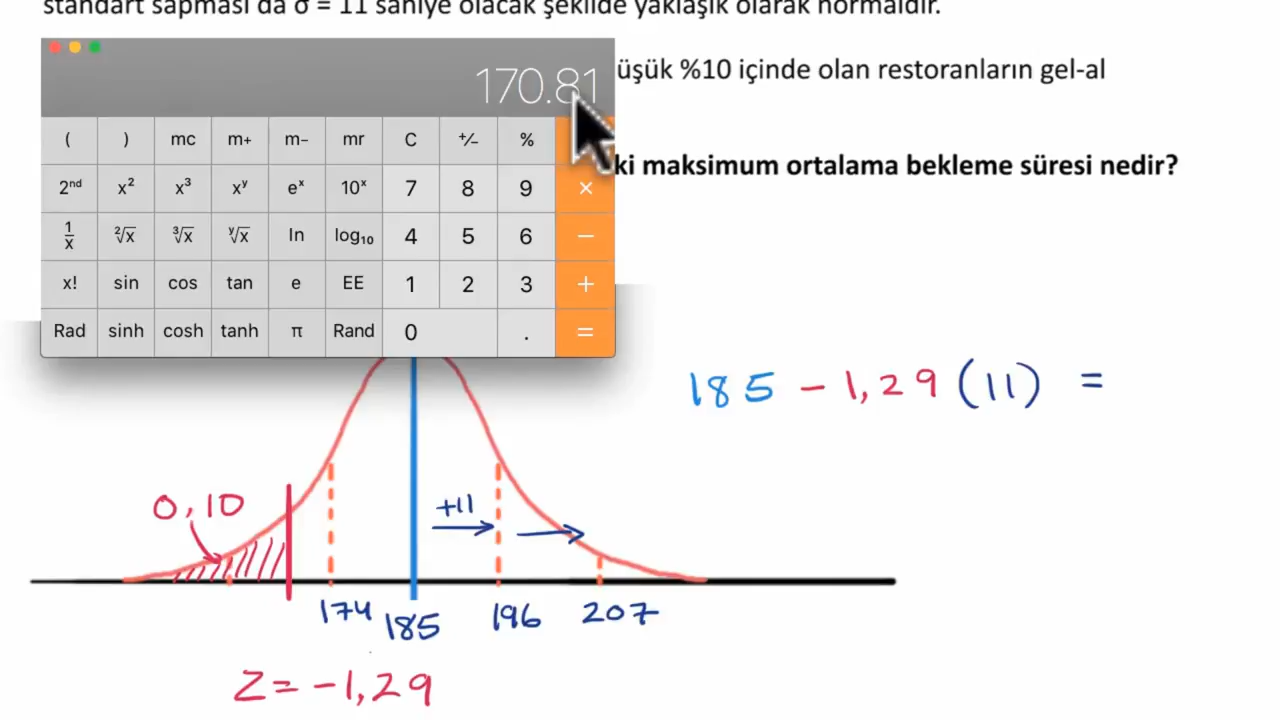 standart sapması da σ = 11 saniye olacak şekilde yaklaşık olarak normaldir.
üşük %10 içinde olan restoranların gel-al
ki maksimum ortalama bekleme süresi nedir?
170.81
( ) mc m+ m- mr C +/- %
2nd x2 x3 xy ex 10x 7 8 9 ×
1/x 2√x 3√x y√x ln log10 4 5 6 −
x! sin cos tan e EE 1 2 3 +
Rad sinh cosh tanh π Rand 0 . =
185 - 1,29 (11) =
0,10
+11
174 185 196 207
Z = -1,29